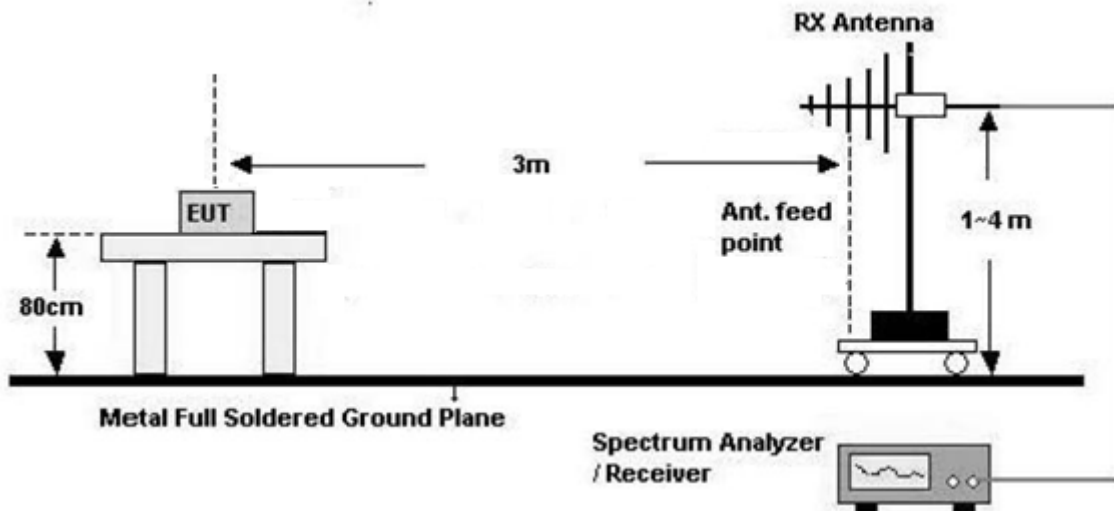 RX Antenna
3m
EUT
Ant. feed
point
1~4 m
80cm
Metal Full Soldered Ground Plane
Spectrum Analyzer
/ Receiver